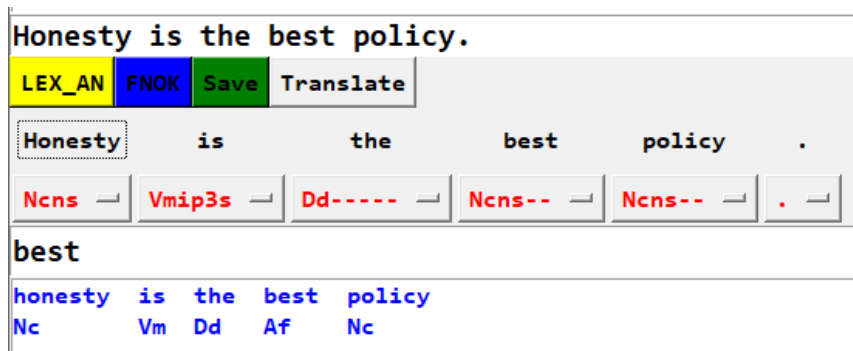 Honesty is the best policy.
LEX_AN FNOK Save Translate
Honesty is the best policy .
Ncns Vmip3s Dd----- Ncns-- Ncns-- .
best
honesty is the best policy
Nc Vm Dd Af Nc